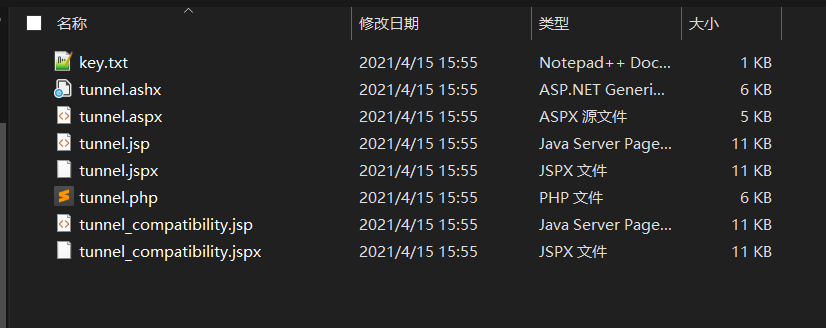 名称 修改日期 类型 大小
key.txt 2021/4/15 15:55 Notepad++ Doc... 1 KB
tunnel.ashx 2021/4/15 15:55 ASP.NET Generi... 6 KB
tunnel.aspx 2021/4/15 15:55 ASPX 源文件 5 KB
tunnel.jsp 2021/4/15 15:55 Java Server Page... 11 KB
tunnel.jspx 2021/4/15 15:55 JSPX 文件 11 KB
tunnel.php 2021/4/15 15:55 PHP 文件 6 KB
tunnel_compatibility.jsp 2021/4/15 15:55 Java Server Page... 11 KB
tunnel_compatibility.jspx 2021/4/15 15:55 JSPX 文件 11 KB